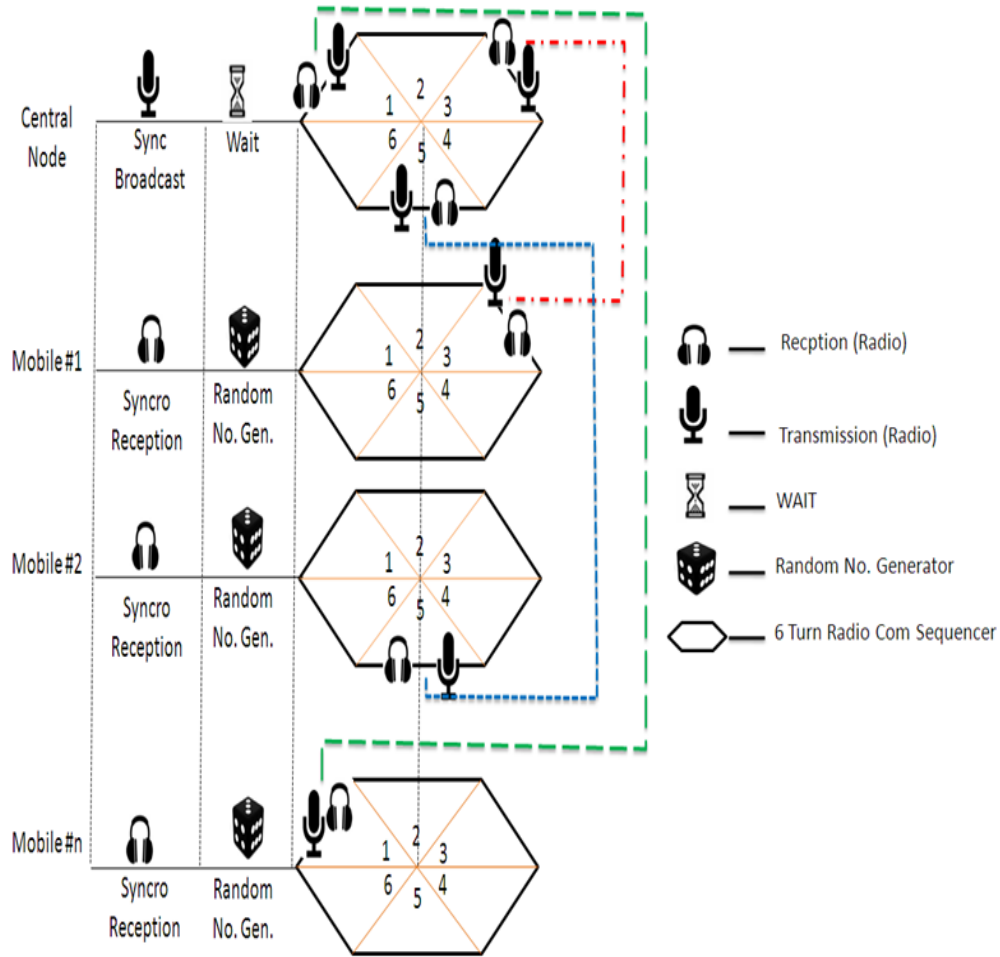 Central
Node
Sync
Broadcast
Wait
1 2 3
6 5 4
Mobile#1
Syncro
Reception
Random
No. Gen.
1 2 3
6 5 4
Mobile#2
Syncro
Reception
Random
No. Gen.
1 2 3
6 5 4
Mobile#n
Syncro
Reception
Random
No. Gen.
1 2 3
6 5 4
Recption (Radio)
Transmission (Radio)
WAIT
Random No. Generator
6 Turn Radio Com Sequencer